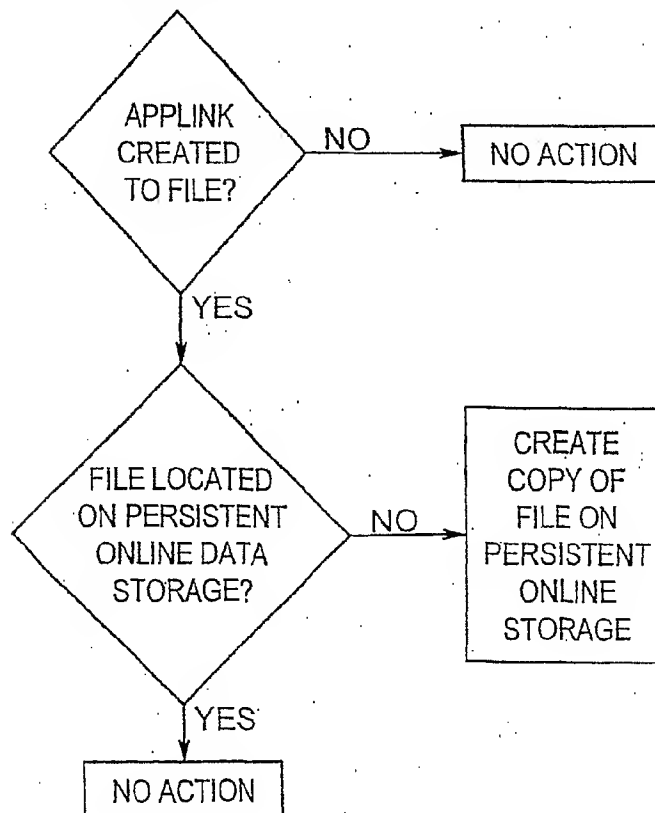 APPLINK
CREATED
TO FILE?
NO
NO ACTION
YES
FILE LOCATED
ON PERSISTENT
ONLINE DATA
STORAGE?
NO
CREATE
COPY OF
FILE ON
PERSISTENT
ONLINE
STORAGE
YES
NO ACTION